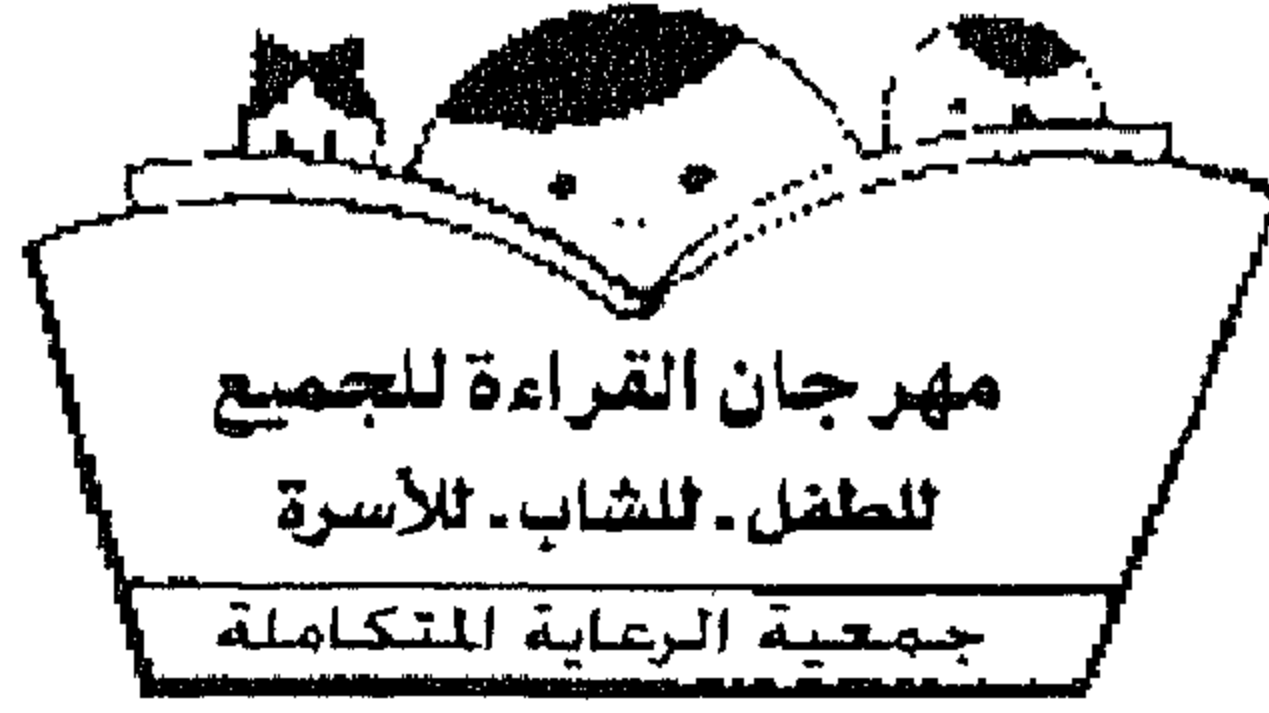 مهرجان القراءة للجميع
للطفل - للشاب - للأسرة
جمعية الرعاية المتكاملة